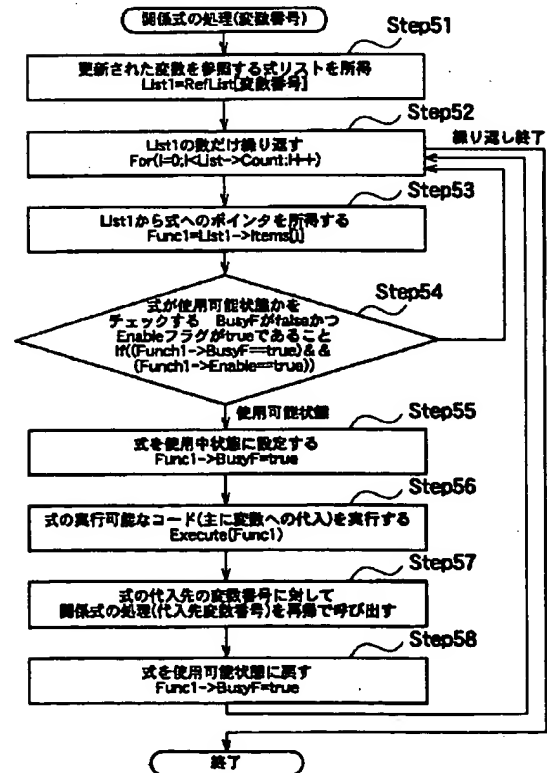 関係式の処理(変数番号)
Step51
更新された変数を参照する式リストを所得
List1=RefList[変数番号]
Step52
List1の数だけ繰り返す
For(I=0;I<List->Count;I++)
繰り返し終了
Step53
List1から式へのポインタを所得する
Func1=List1->Items[I]
Step54
式が使用可能状態かを
チェックする BusyFがfalseかつ
Enableフラグがtrueであること
If((Funch1->BusyF==true)&&
(Funch1->Enable==true))
使用可能状態
Step55
式を使用中状態に設定する
Func1->BusyF=true
Step56
式の実行可能なコード(主に変数への代入)を実行する
Execute(Func1)
Step57
式の代入先の変数番号に対して
関係式の処理(代入先変数番号)を再帰で呼び出す
Step58
式を使用可能状態に戻す
Func1->BusyF=true
終了